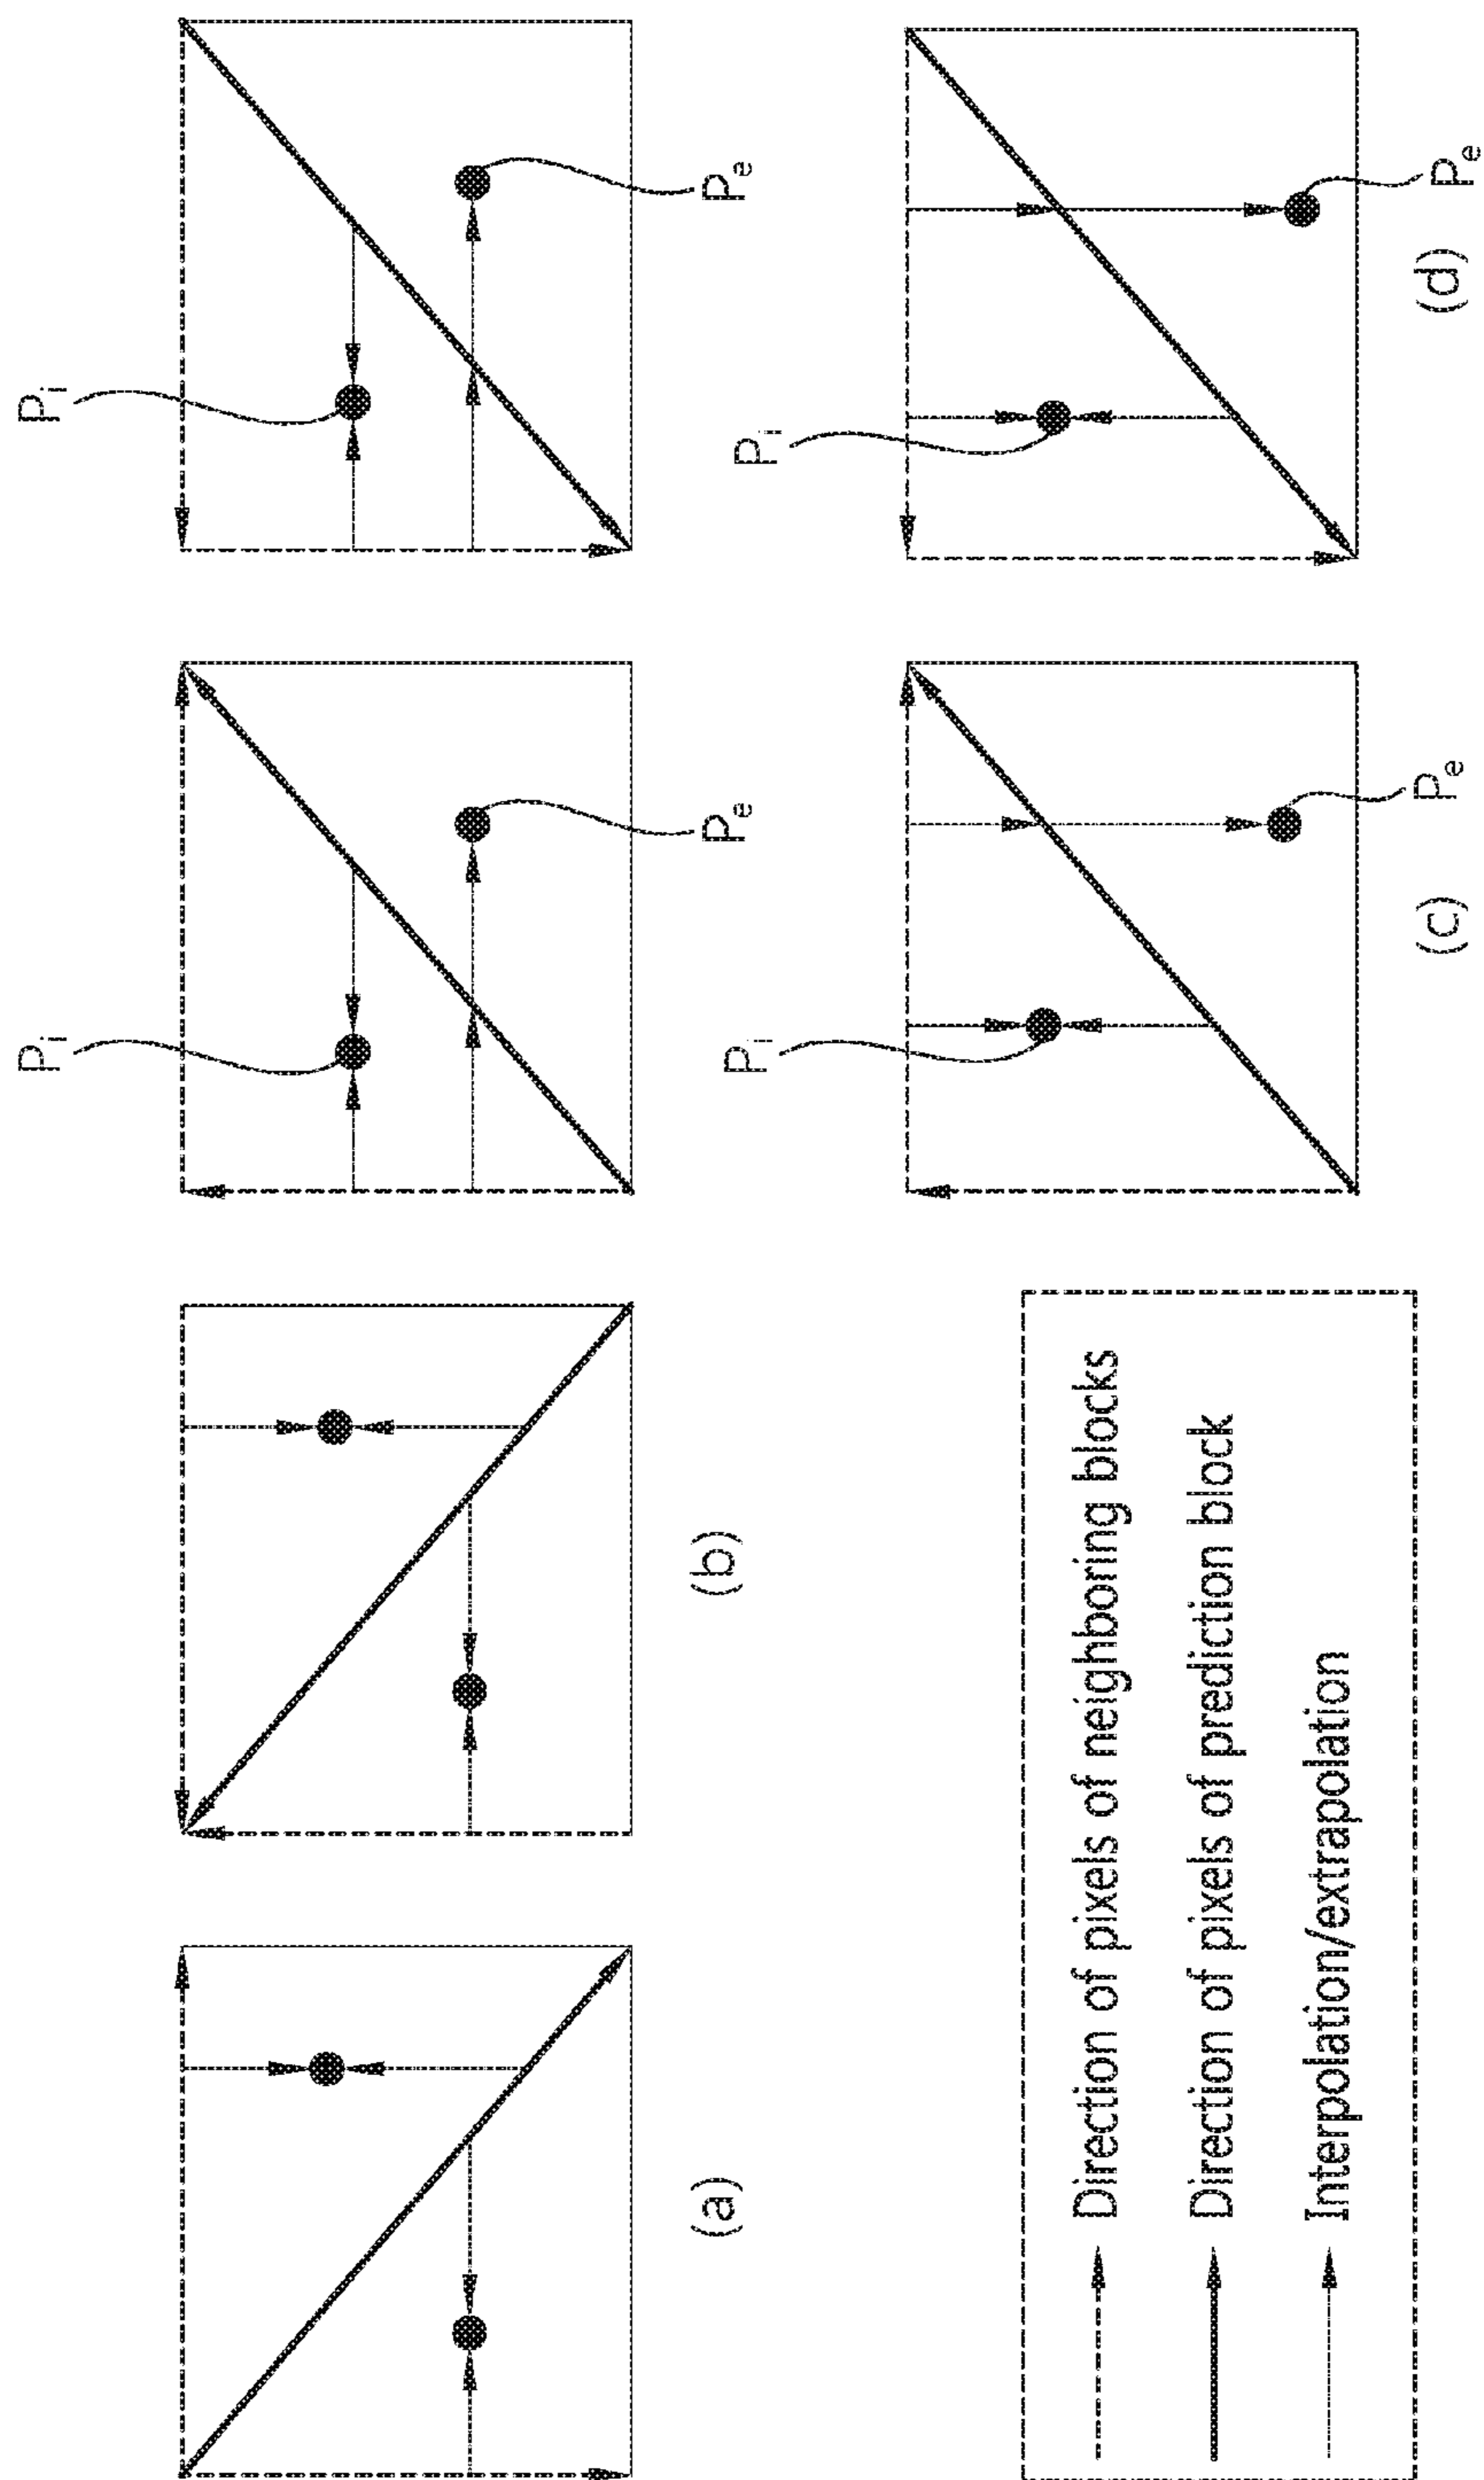 Pi
Pi
(a)
(b)
Pe
Pe
Pi
Pi
Direction of pixels of neighboring blocks
Direction of pixels of prediction block
Interpolation/extrapolation
Pe
Pe
(c)
(d)